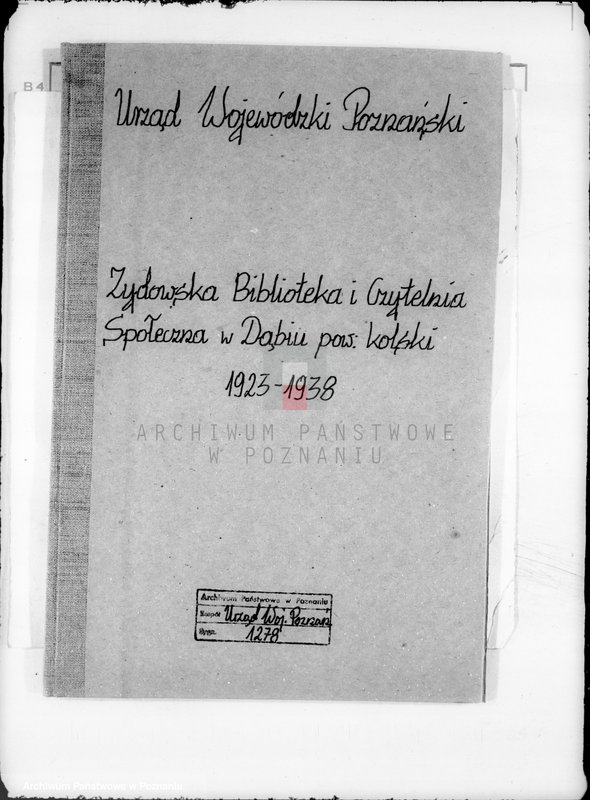 B4
Urząd Wojewódzki Poznański
Żydowska Biblioteka i Czytelnia
Społeczna w Dąbiu pow. kolski
1923-1938
ARCHIWUM PAŃSTWOWE
W POZNANIU
Archiwum Państwowe w Poznaniu
Zespół Urząd Woj. Poznań
Sygn. 1278
Archiwum Państwowe w Poznaniu